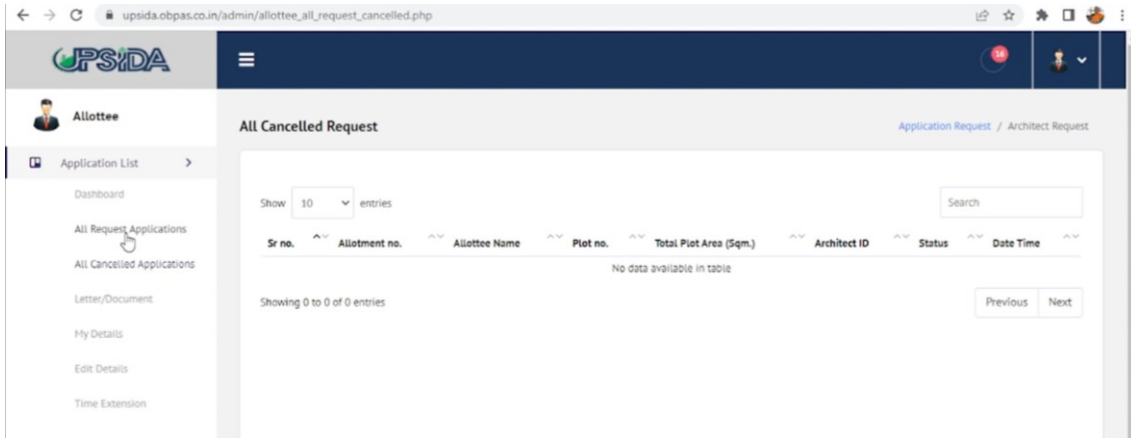 upsida.obpas.co.in/admin/allottee_all_request_cancelled.php
UPSIDA
16
Allottee
All Cancelled Request
Application Request / Architect Request
Application List
Dashboard
Show 10 entries
Search
All Request Applications
Sr no. Allotment no. Allottee Name Plot no. Total Plot Area (Sqm.) Architect ID Status Date Time
All Cancelled Applications
No data available in table
Letter/Document
Showing 0 to 0 of 0 entries
Previous Next
My Details
Edit Details
Time Extension